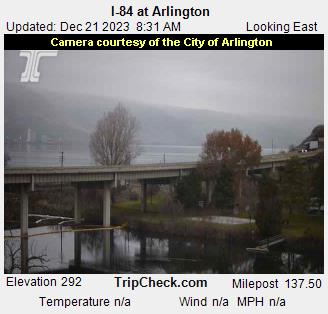 I-84 at Arlington
Updated: Dec 21 2023 8:31 AM Looking East
Camera courtesy of the City of Arlington
Elevation 292 TripCheck.com Milepost 137.50
Temperature n/a Wind n/a MPH n/a